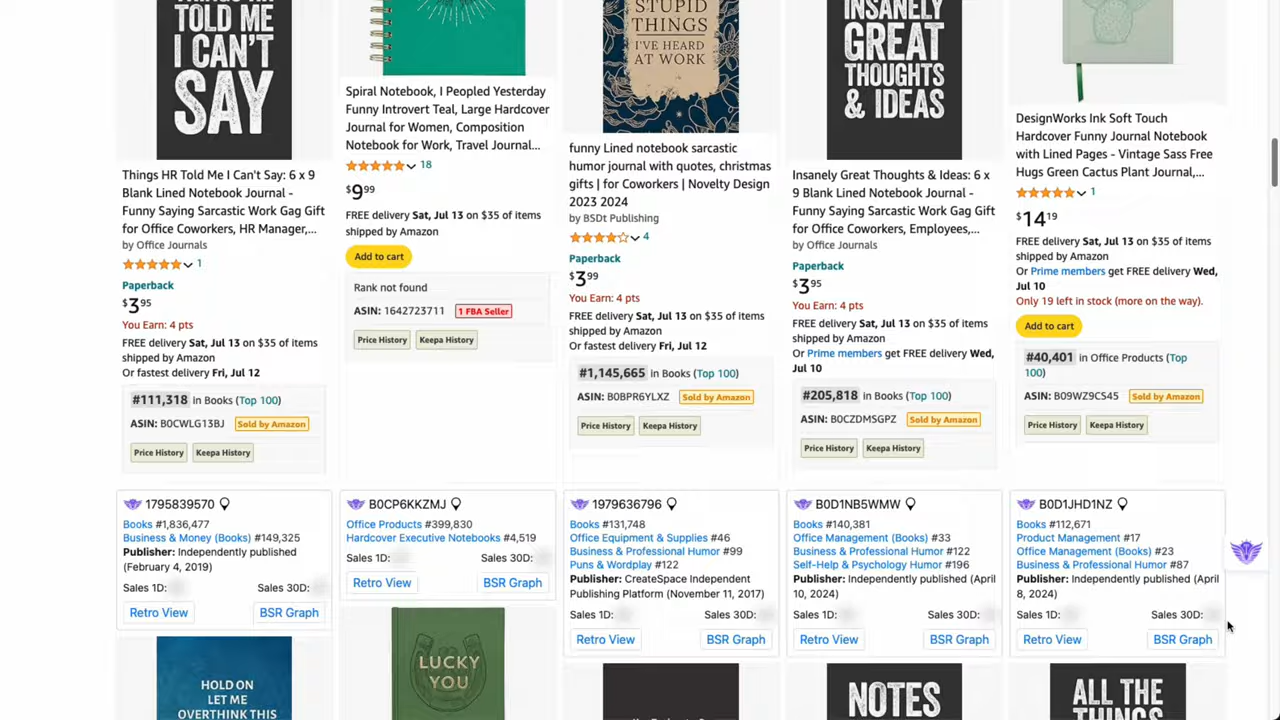 THINGS HR
TOLD ME
I CAN'T
SAY
Things HR Told Me I Can't Say: 6 x
9 Blank Lined Notebook Journal -
Funny Saying Sarcastic Work Gag Gift
for Office Coworkers, HR Manager,...
by Office Journals
1
Paperback
$3.95
You Earn: 4 pts
FREE delivery Sat, Jul 13 on $35 of items
shipped by Amazon
Or fastest delivery Fri, Jul 12
#111,318 in Books (Top 100)
ASIN: B0CWLG13BJ Sold by Amazon
Price History Keepa History
Spiral Notebook, I Peopled Yesterday
Funny Introvert Teal, Large Hardcover
Journal for Women, Composition
Notebook for Work, Travel Journal...
18
$9.99
FREE delivery Sat, Jul 13 on $35 of items
shipped by Amazon
Add to cart
Rank not found
ASIN: 1642723711 1 FBA Seller
Price History Keepa History
STUPID
THINGS
I'VE HEARD
AT WORK
funny Lined notebook sarcastic
humor journal with quotes, christmas
gifts | for Coworkers | Novelty Design
2023 2024
by BSDt Publishing
4
Paperback
$3.99
You Earn: 4 pts
FREE delivery Sat, Jul 13 on $35 of items
shipped by Amazon
Or fastest delivery Fri, Jul 12
#1,145,665 in Books (Top 100)
ASIN: B0BPR6YLXZ Sold by Amazon
Price History Keepa History
INSANELY
GREAT
THOUGHTS
& IDEAS
Insanely Great Thoughts & Ideas: 6 x
9 Blank Lined Notebook Journal -
Funny Saying Sarcastic Work Gag Gift
for Office Coworkers, Employees,...
by Office Journals
Paperback
$3.95
You Earn: 4 pts
FREE delivery Sat, Jul 13 on $35 of items
shipped by Amazon
Or Prime members get FREE delivery Wed,
Jul 10
#205,818 in Books (Top 100)
ASIN: B0CZDMSGPZ Sold by Amazon
Price History Keepa History
DesignWorks Ink Soft Touch
Hardcover Funny Journal Notebook
with Lined Pages - Vintage Sass Free
Hugs Green Cactus Plant Journal,...
1
$14.19
FREE delivery Sat, Jul 13 on $35 of items
shipped by Amazon
Or Prime members get FREE delivery Wed,
Jul 10
Only 19 left in stock (more on the way).
Add to cart
#40,401 in Office Products (Top
100)
ASIN: B09WZ9CS45 Sold by Amazon
Price History Keepa History
1795839570
Books #1,836,477
Business & Money (Books) #149,325
Publisher: Independently published
(February 4, 2019)
Sales 1D: Sales 30D:
Retro View BSR Graph
B0CP6KKZMJ
Office Products #399,830
Hardcover Executive Notebooks #4,519
Sales 1D: Sales 30D:
Retro View BSR Graph
1979636796
Books #131,748
Office Equipment & Supplies #46
Business & Professional Humor #99
Puns & Wordplay #122
Publisher: CreateSpace Independent
Publishing Platform (November 11, 2017)
Sales 1D: Sales 30D:
Retro View BSR Graph
B0D1NB5WMW
Books #140,381
Office Management (Books) #33
Business & Professional Humor #122
Self-Help & Psychology Humor #196
Publisher: Independently published (April
10, 2024)
Sales 1D: Sales 30D:
Retro View BSR Graph
B0D1JHD1NZ
Books #112,671
Product Management #17
Office Management (Books) #23
Business & Professional Humor #87
Publisher: Independently published (April
8, 2024)
Sales 1D: Sales 30D:
Retro View BSR Graph
HOLD ON
LET ME
OVERTHINK THIS
LUCKY
YOU
NOTES
ALL THE
THINGS